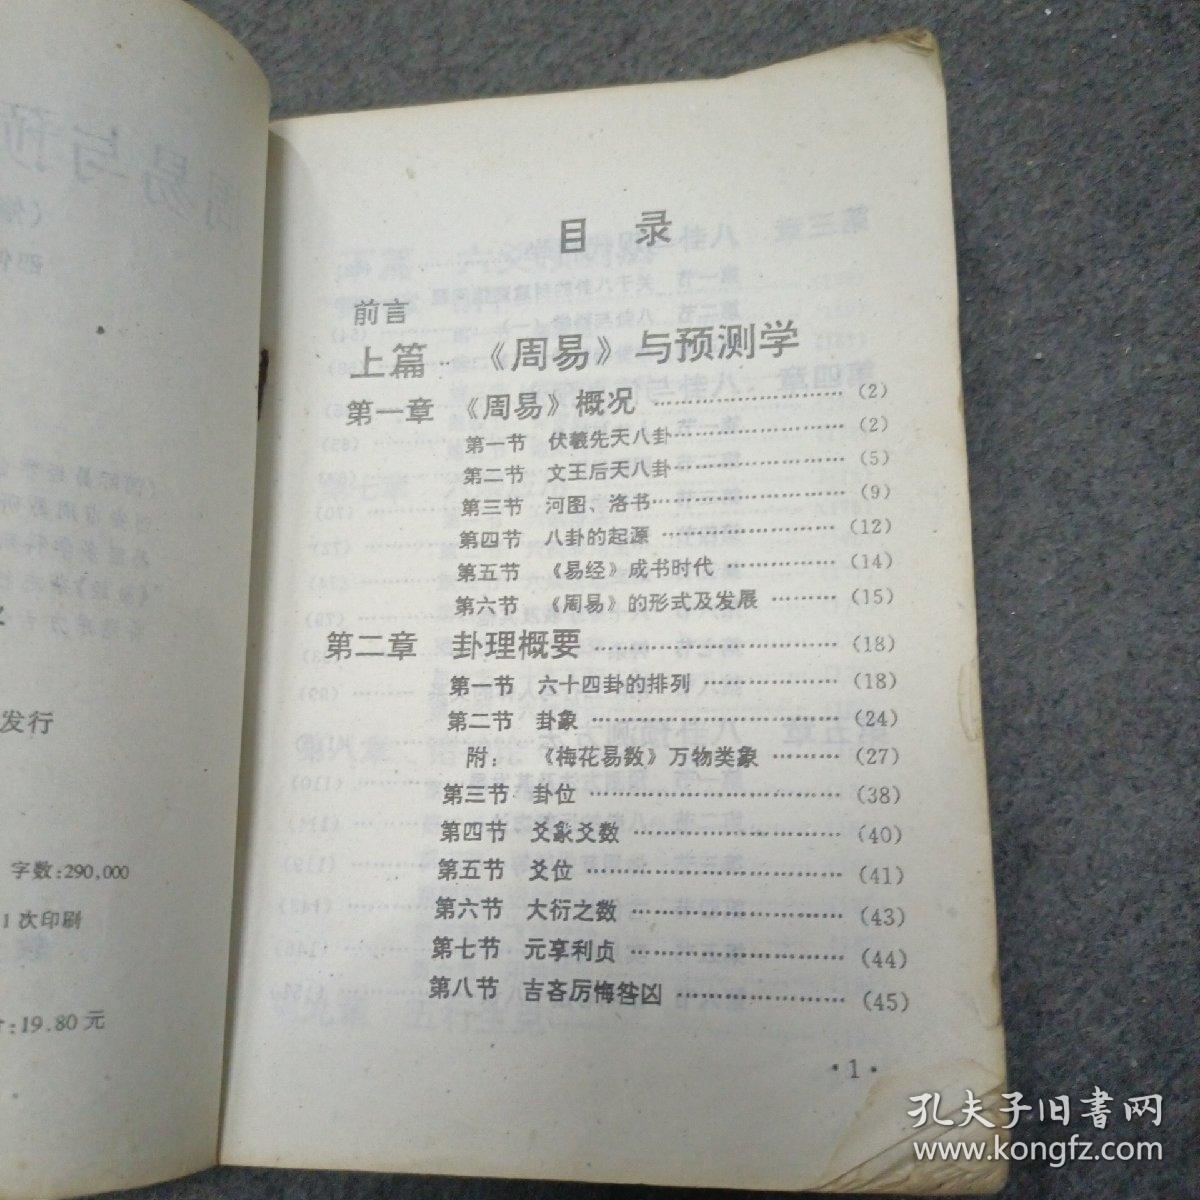 周易与预
发行
字数:290,000
1次印刷
:19.80元
目 录
前言
上篇 《周易》与预测学
第一章 《周易》概况 ………………………(2)
第一节 伏羲先天八卦………………………(2)
第二节 文王后天八卦………………………(5)
第三节 河图、洛书…………………………(9)
第四节 八卦的起源 ………………………(12)
第五节 《易经》成书时代 ………………(14)
第六节 《周易》的形式及发展 …………(15)
第二章 卦理概要 …………………………(18)
第一节 六十四卦的排列 …………………(18)
第二节 卦象 ………………………………(24)
附: 《梅花易数》万物类象 ………(27)
第三节 卦位 ………………………………(38)
第四节 爻象爻数 …………………………(40)
第五节 爻位 ………………………………(41)
第六节 大衍之数 …………………………(43)
第七节 元享利贞 …………………………(44)
第八节 吉吝厉悔咎凶 ……………………(45)
·1·
孔夫子旧书网
www.kongfz.com